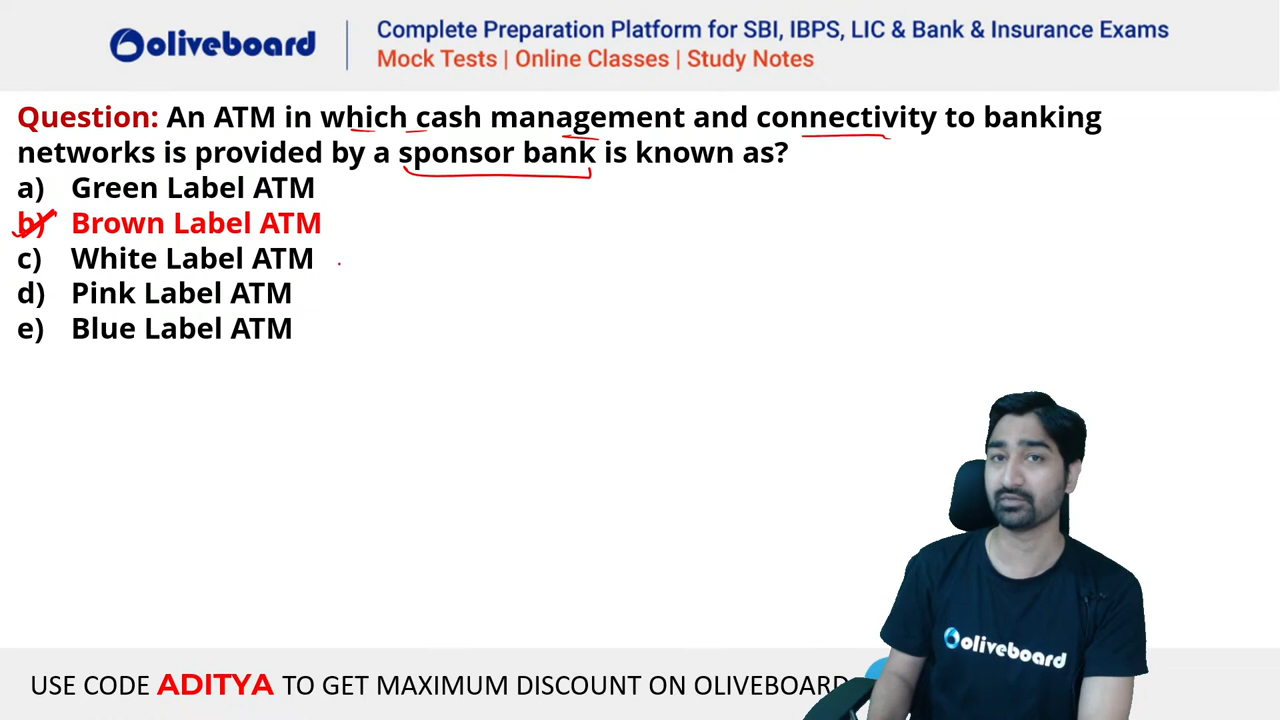 oliveboard
Complete Preparation Platform for SBI, IBPS, LIC & Bank & Insurance Exams
Mock Tests | Online Classes | Study Notes
Question: An ATM in which cash management and connectivity to banking
networks is provided by a sponsor bank is known as?
a) Green Label ATM
b) Brown Label ATM
c) White Label ATM
d) Pink Label ATM
e) Blue Label ATM
oliveboard
USE CODE ADITYA TO GET MAXIMUM DISCOUNT ON OLIVEBOARD